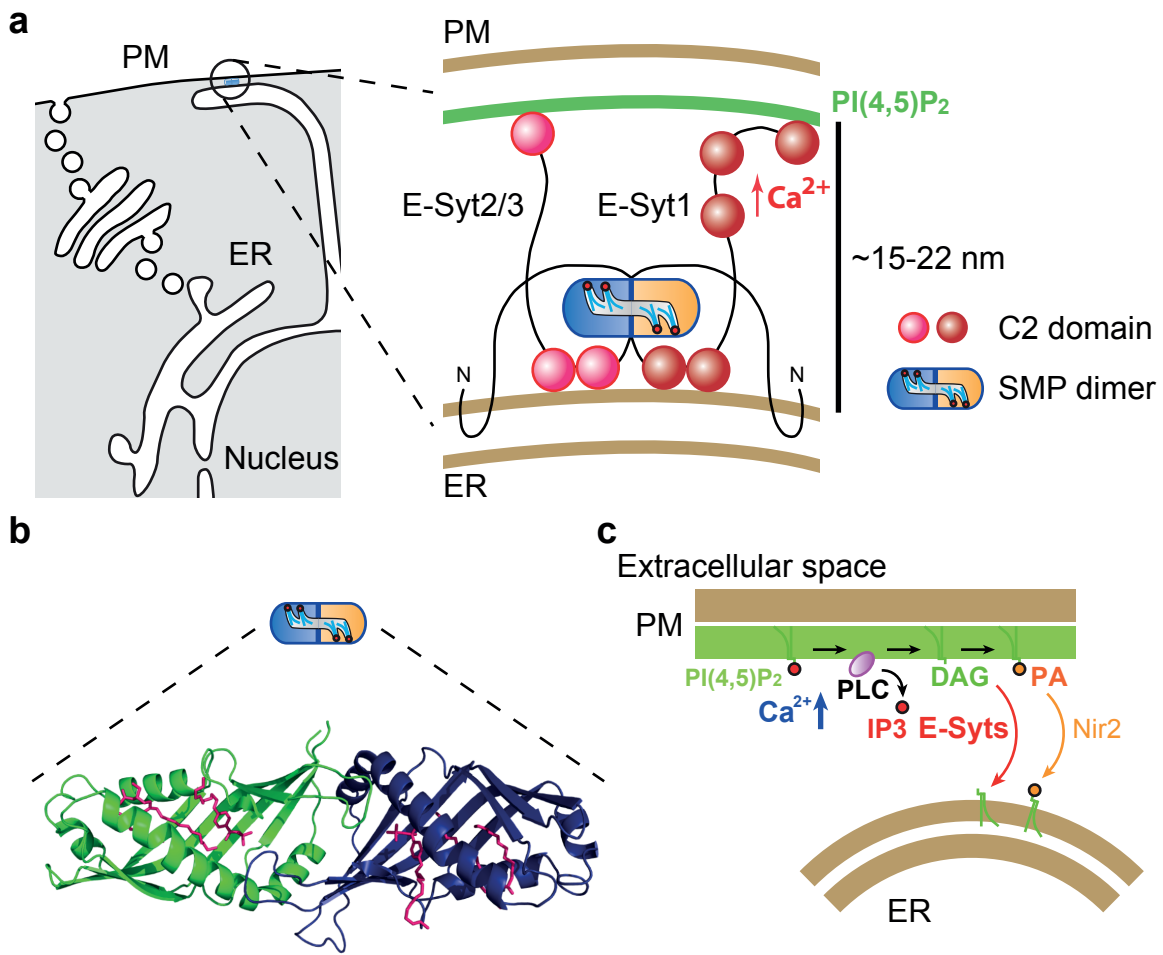 a
PM
ER
Nucleus
PM
PI(4,5)P2
E-Syt2/3
E-Syt1
Ca2+
~15-22 nm
N
N
C2 domain
SMP dimer
ER
b
c
Extracellular space
PM
PI(4,5)P2
PLC
DAG
PA
Ca2+
IP3
E-Syts
Nir2
ER